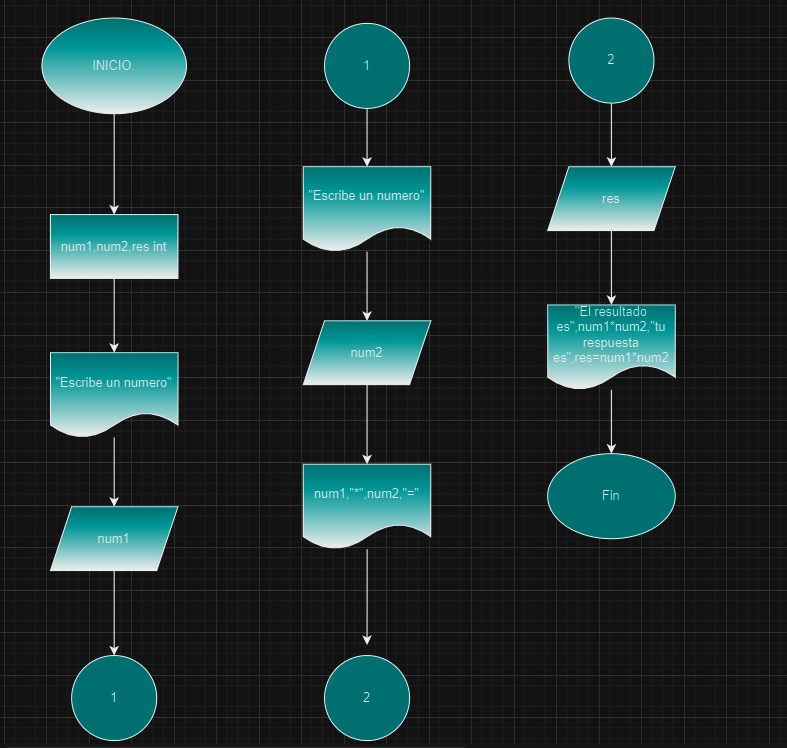 INICIO.
num1,num2,res int
"Escribe un numero"
num1
1
1
"Escribe un numero"
num2
num1,"*",num2,"="
2
2
res
"El resultado
es",num1*num2,"tu
respuesta
es",res=num1*num2
Fin